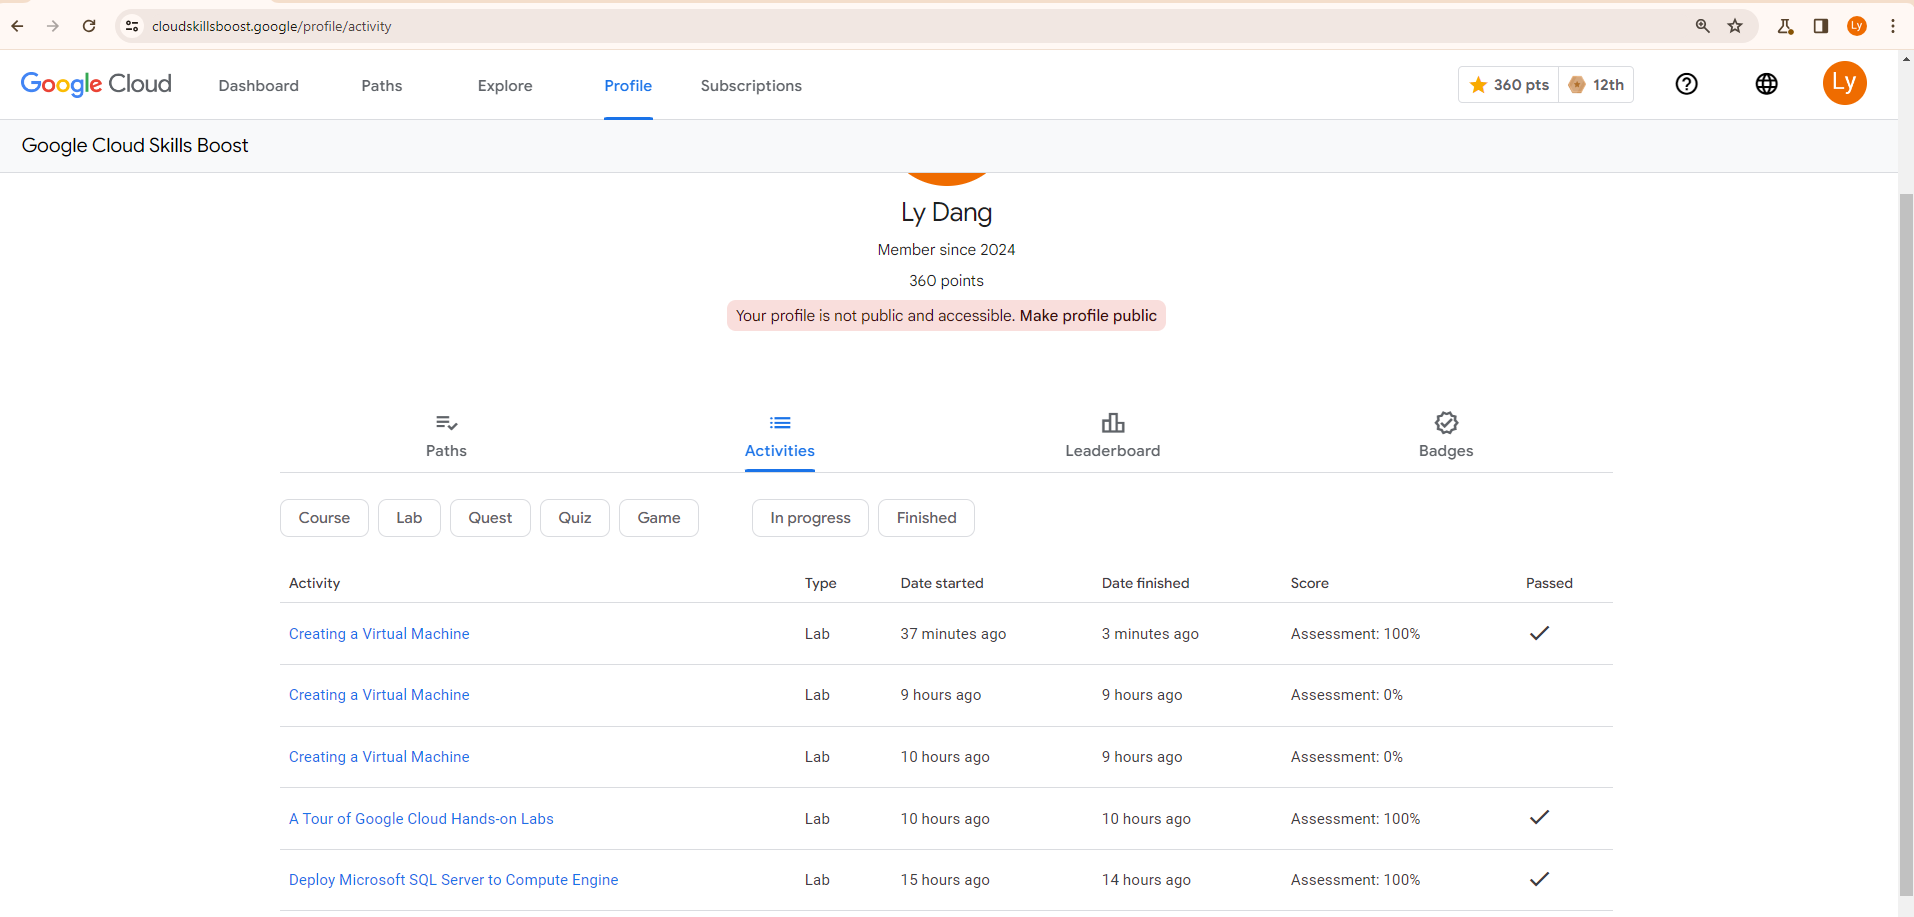 cloudskillsboost.google/profile/activity
Ly
Google Cloud Dashboard Paths Explore Profile Subscriptions 360 pts 12th Ly
Google Cloud Skills Boost
Ly Dang
Member since 2024
360 points
Your profile is not public and accessible. Make profile public
Paths Activities Leaderboard Badges
Course Lab Quest Quiz Game In progress Finished
Activity Type Date started Date finished Score Passed
Creating a Virtual Machine Lab 37 minutes ago 3 minutes ago Assessment: 100%
Creating a Virtual Machine Lab 9 hours ago 9 hours ago Assessment: 0%
Creating a Virtual Machine Lab 10 hours ago 9 hours ago Assessment: 0%
A Tour of Google Cloud Hands-on Labs Lab 10 hours ago 10 hours ago Assessment: 100%
Deploy Microsoft SQL Server to Compute Engine Lab 15 hours ago 14 hours ago Assessment: 100%